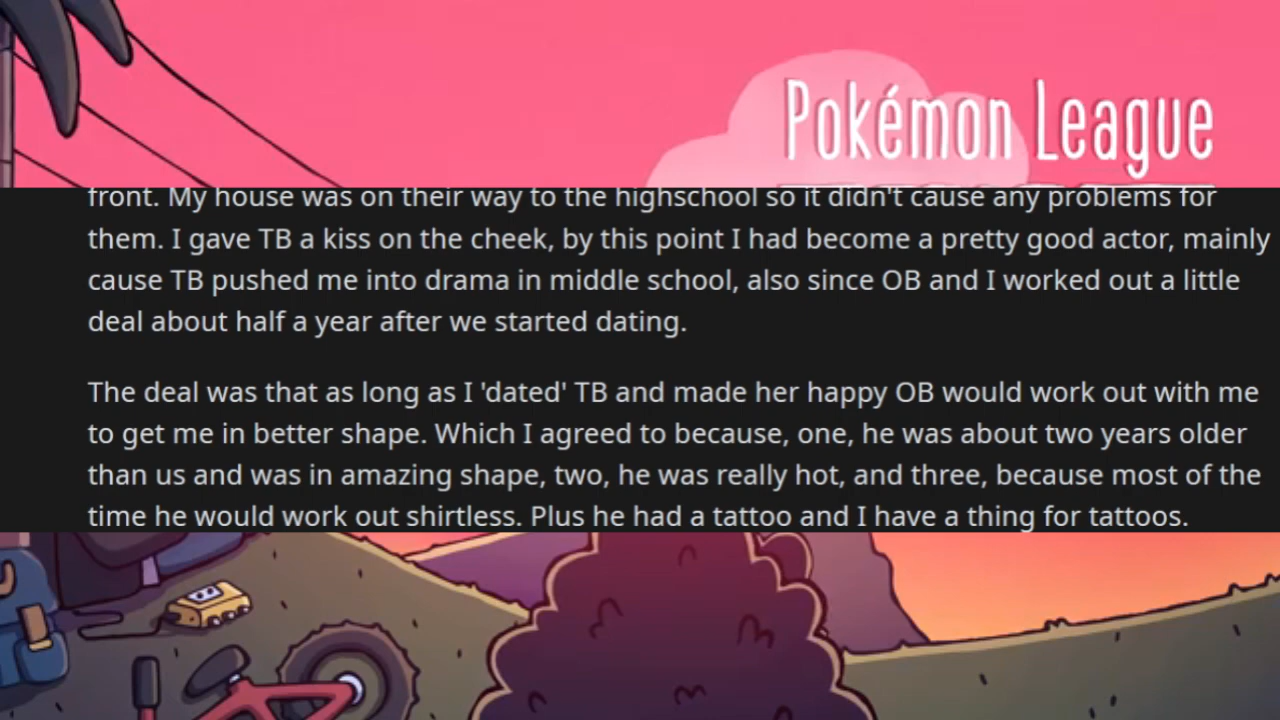 Pokémon League
front. My house was on their way to the highschool so it didn't cause any problems for
them. I gave TB a kiss on the cheek, by this point I had become a pretty good actor, mainly
cause TB pushed me into drama in middle school, also since OB and I worked out a little
deal about half a year after we started dating.
The deal was that as long as I 'dated' TB and made her happy OB would work out with me
to get me in better shape. Which I agreed to because, one, he was about two years older
than us and was in amazing shape, two, he was really hot, and three, because most of the
time he would work out shirtless. Plus he had a tattoo and I have a thing for tattoos.